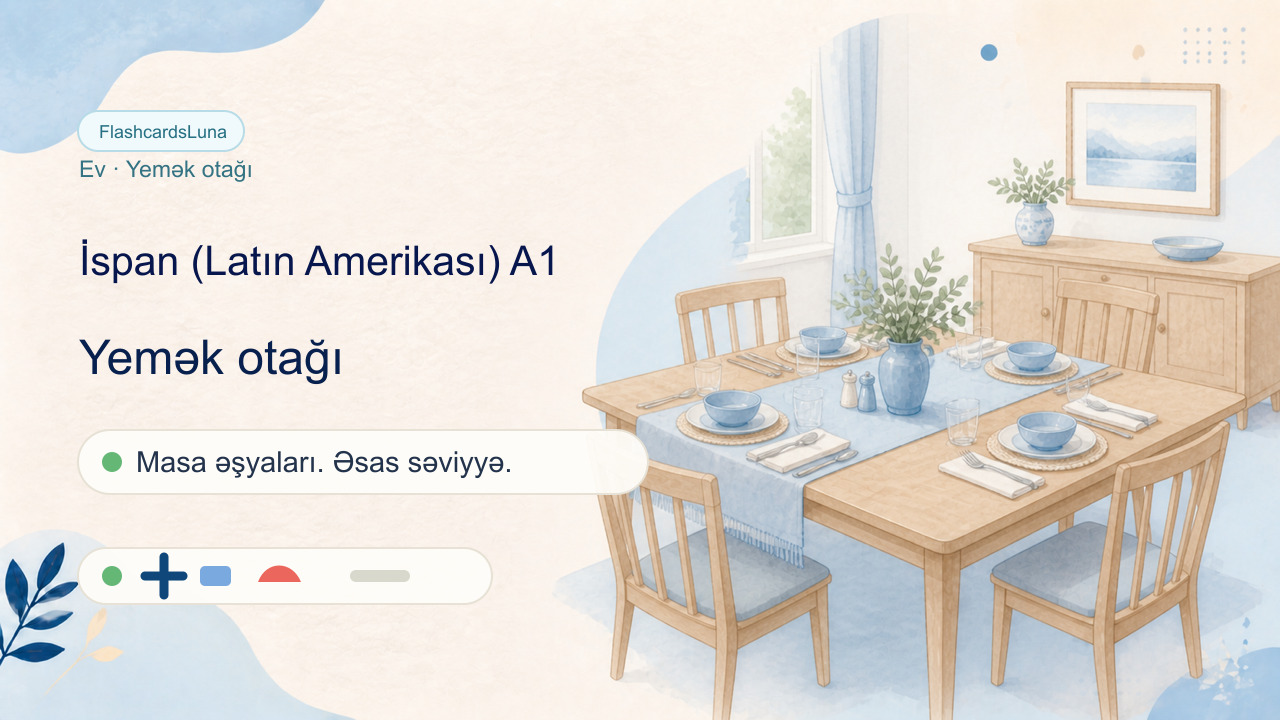 FlashcardsLuna
Ev · Yemək otağı
İspan (Latın Amerikası) A1
Yemək otağı
Masa əşyaları. Əsas səviyyə.